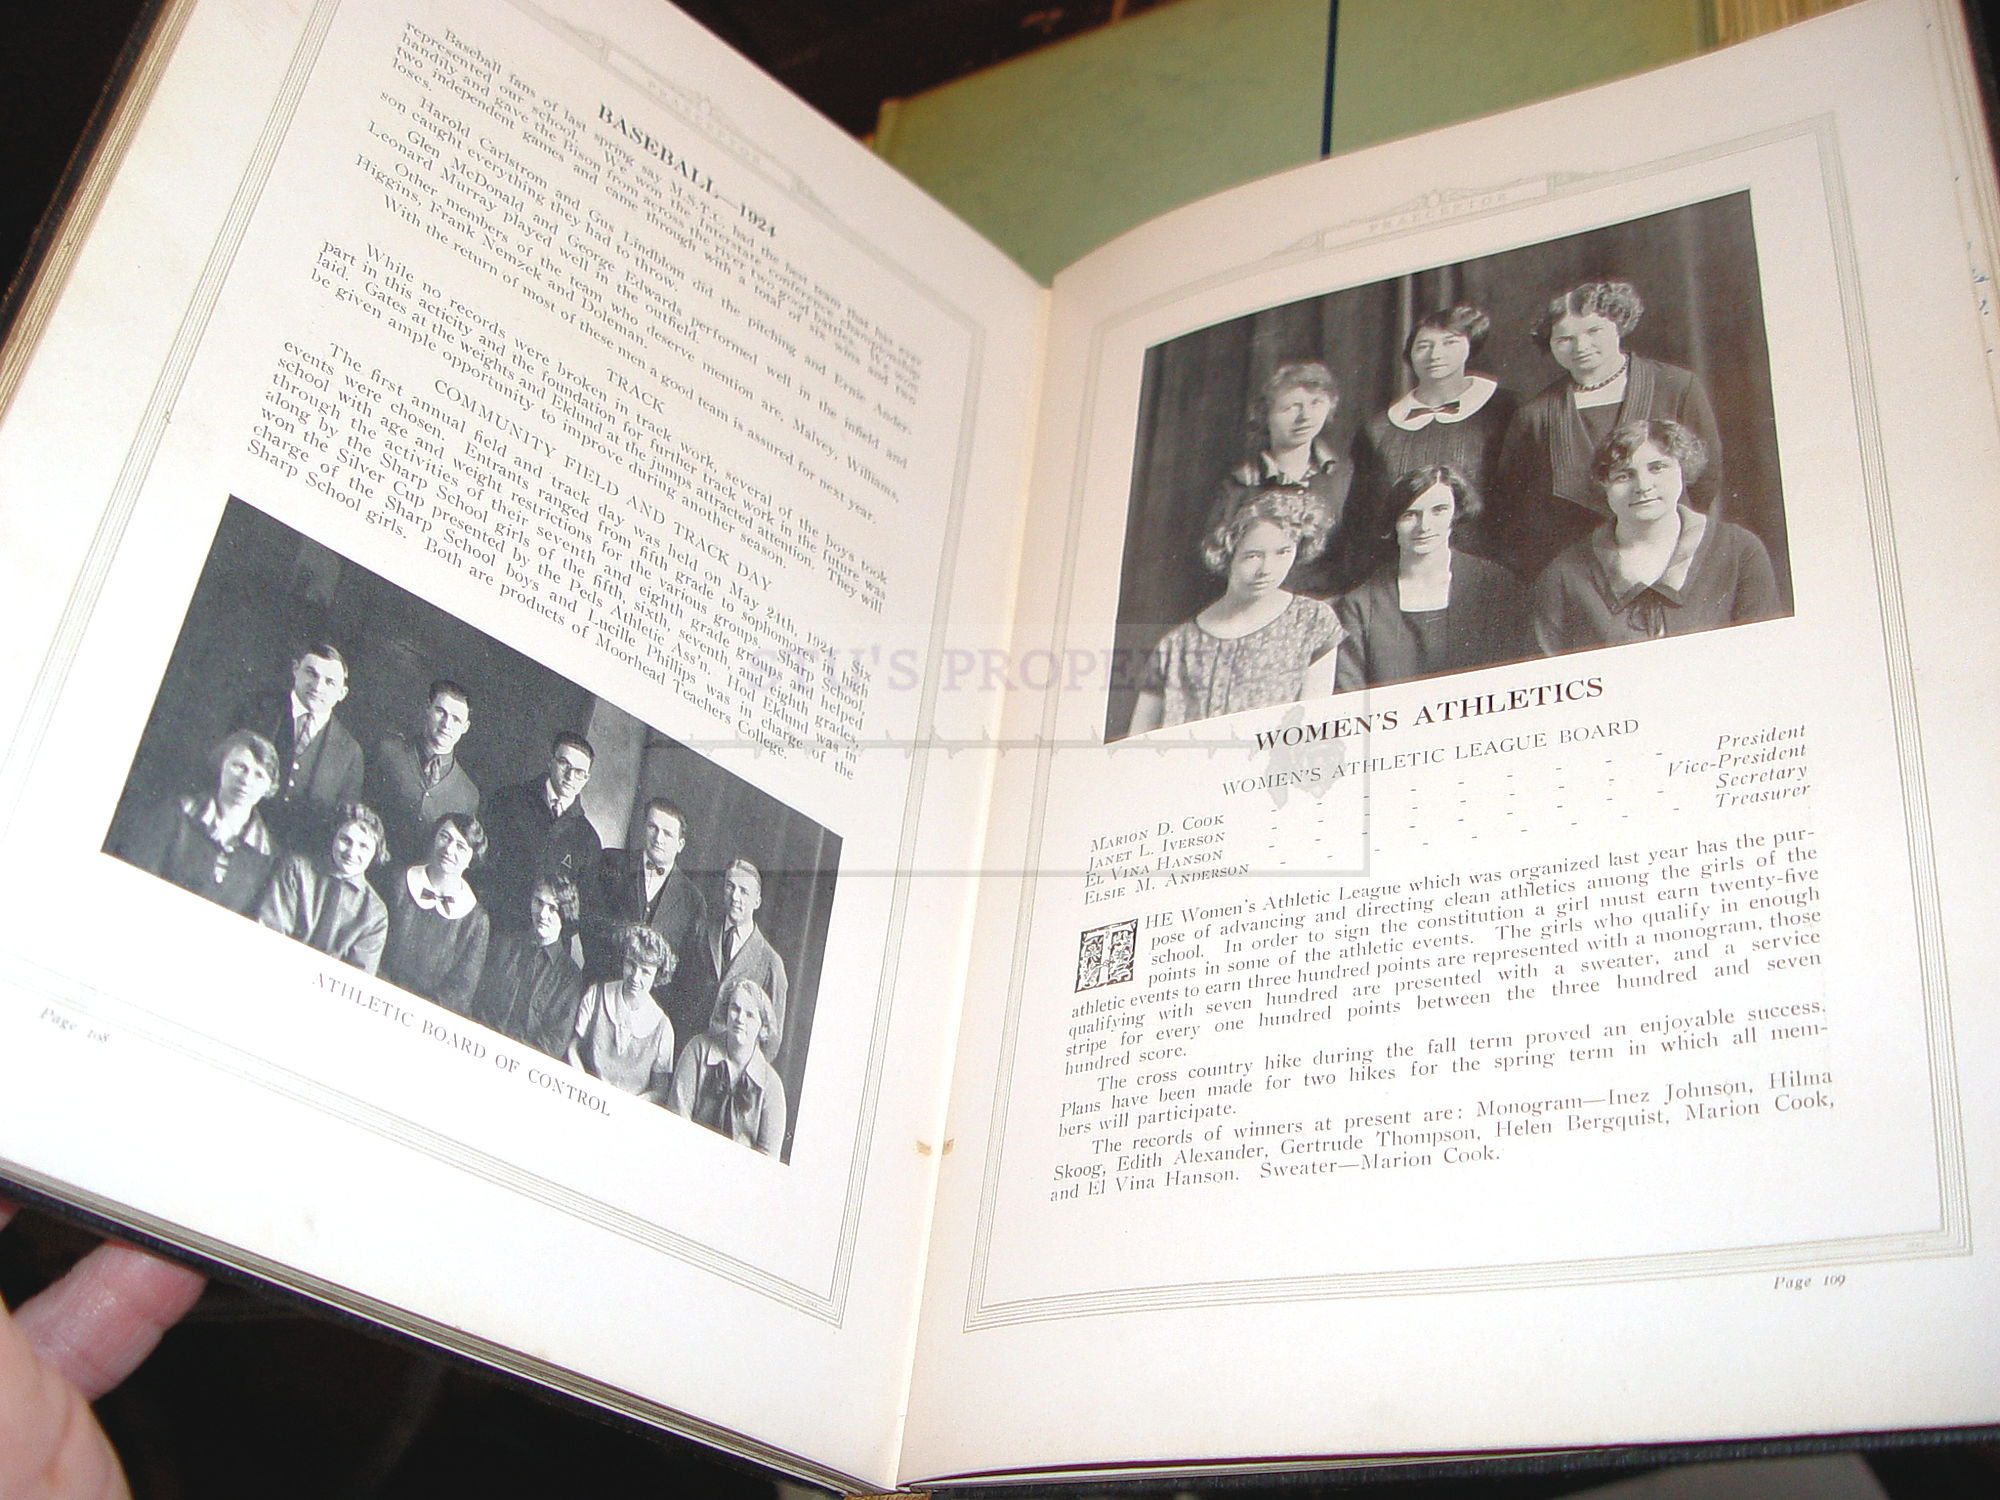 PRAECEPTOR
BASEBALL—1924
Baseball fans of last spring say M.S.T.C. had the best team that has ever
represented our school. We won the Interstate conference championship
handily and gave the Bison from across the river two good battles. We won
two independent games and came through with a total of six wins and two
loses.
Harold Carlstrom and Gus Lindblom did the pitching and Ernie Ander-
son caught everything they had to throw.
Glen McDonald and George Edwards performed well in the infield and
Leonard Murray played well in the outfield.
Other members of the team who deserve mention are, Malvey, Williams,
Higgins, Frank Nemzek and Doleman.
With the return of most of these men a good team is assured for next year.
TRACK
While no records were broken in track work, several of the boys took
part in this acticity and the foundation for further track work in the future was
laid. Gates at the weights and Eklund at the jumps attracted attention. They will
be given ample opportunity to improve during another season.
COMMUNITY FIELD AND TRACK DAY
The first annual field and track day was held on May 24th, 1924. Six
events were chosen. Entrants ranged from fifth grade to sophomores in high
school with age and weight restrictions for the various groups. Sharp School,
through the activities of their seventh and eighth grade groups and helped
along by the Sharp School girls of the fifth, sixth, seventh, and eighth grades,
won the Silver Cup presented by the Peds Athletic Ass'n. Hod Eklund was in
charge of the Sharp School boys and Lucille Phillips was in charge of the
Sharp School girls. Both are products of Moorhead Teachers College.
ATHLETIC BOARD OF CONTROL
Page 108
PRAECEPTOR
WOMEN'S ATHLETICS
WOMEN'S ATHLETIC LEAGUE BOARD
Marion D. Cook - - - - - - President
Janet L. Iverson - - - - - - Vice-President
El Vina Hanson - - - - - - Secretary
Elsie M. Anderson - - - - - - Treasurer
THE Women's Athletic League which was organized last year has the pur-
pose of advancing and directing clean athletics among the girls of the
school. In order to sign the constitution a girl must earn twenty-five
points in some of the athletic events. The girls who qualify in enough
athletic events to earn three hundred points are represented with a monogram, those
qualifying with seven hundred are presented with a sweater, and a service
stripe for every one hundred points between the three hundred and seven
hundred score.
The cross country hike during the fall term proved an enjoyable success.
Plans have been made for two hikes for the spring term in which all mem-
bers will participate.
The records of winners at present are: Monogram—Inez Johnson, Hilma
Skoog, Edith Alexander, Gertrude Thompson, Helen Bergquist, Marion Cook,
and El Vina Hanson. Sweater—Marion Cook.
Page 109
STU'S PROPERTY